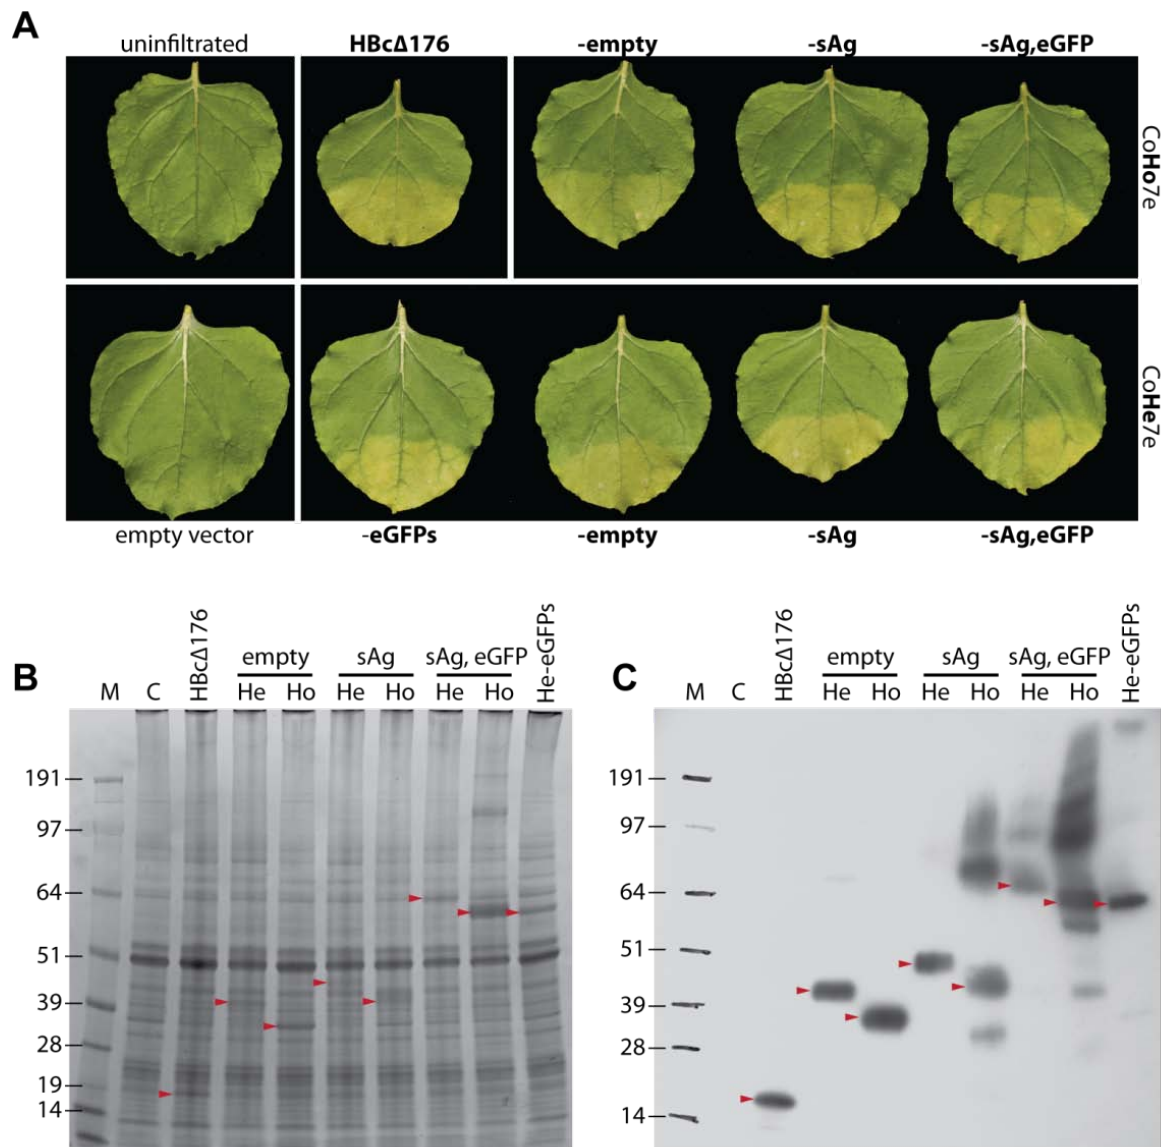 A
uninfiltrated HBcΔ176 -empty -sAg -sAg,eGFP
CoHo7e
CoHe7e
empty vector -eGFPs -empty -sAg -sAg,eGFP
B
HBcΔ176
He-eGFPs
empty sAg sAg, eGFP
M C He Ho He Ho He Ho
191
97
64
51
39
28
19
14
C
HBcΔ176
He-eGFPs
empty sAg sAg, eGFP
M C He Ho He Ho He Ho
191
97
64
51
39
28
14